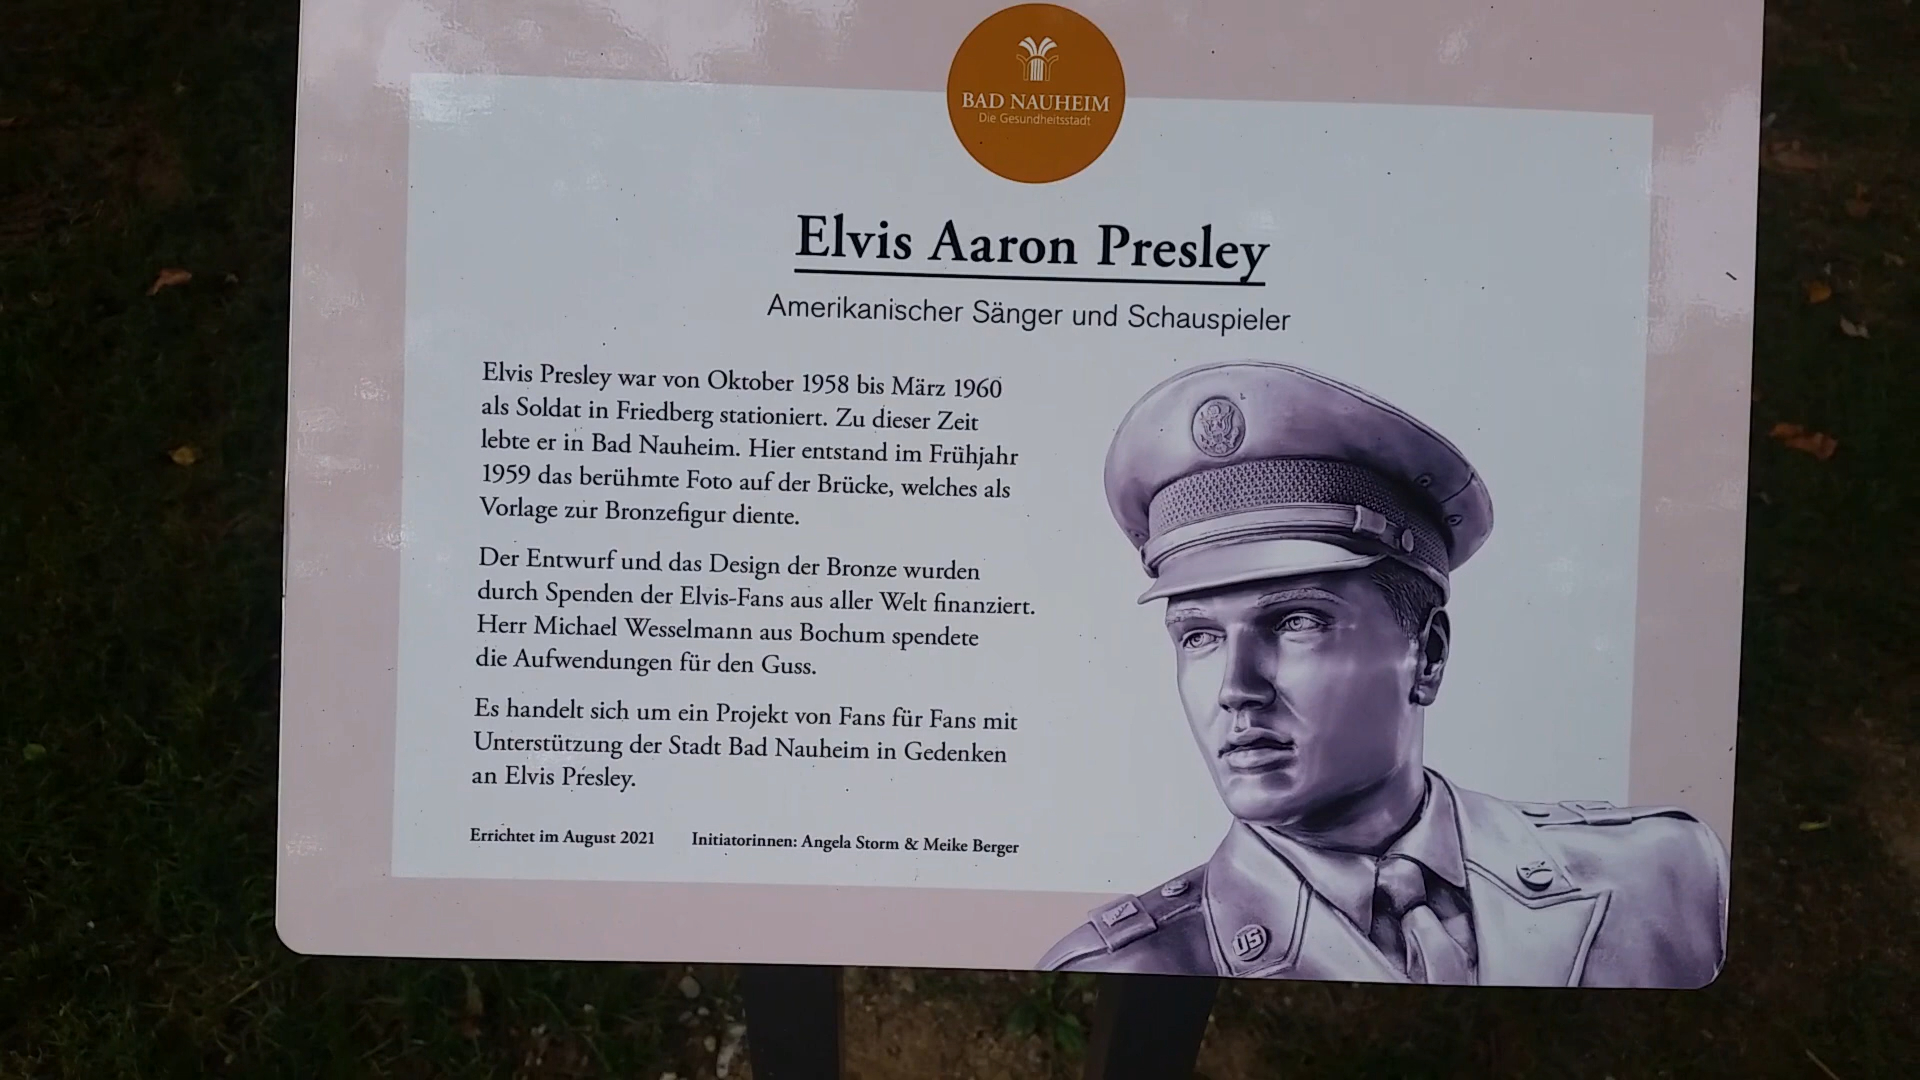 BAD NAUHEIM
Die Gesundheitsstadt
Elvis Aaron Presley
Amerikanischer Sänger und Schauspieler
Elvis Presley war von Oktober 1958 bis März 1960
als Soldat in Friedberg stationiert. Zu dieser Zeit
lebte er in Bad Nauheim. Hier entstand im Frühjahr
1959 das berühmte Foto auf der Brücke, welches als
Vorlage zur Bronzefigur diente.
Der Entwurf und das Design der Bronze wurden
durch Spenden der Elvis-Fans aus aller Welt finanziert.
Herr Michael Wesselmann aus Bochum spendete
die Aufwendungen für den Guss.
Es handelt sich um ein Projekt von Fans für Fans mit
Unterstützung der Stadt Bad Nauheim in Gedenken
an Elvis Presley.
Errichtet im August 2021 Initiatorinnen: Angela Storm & Meike Berger
US